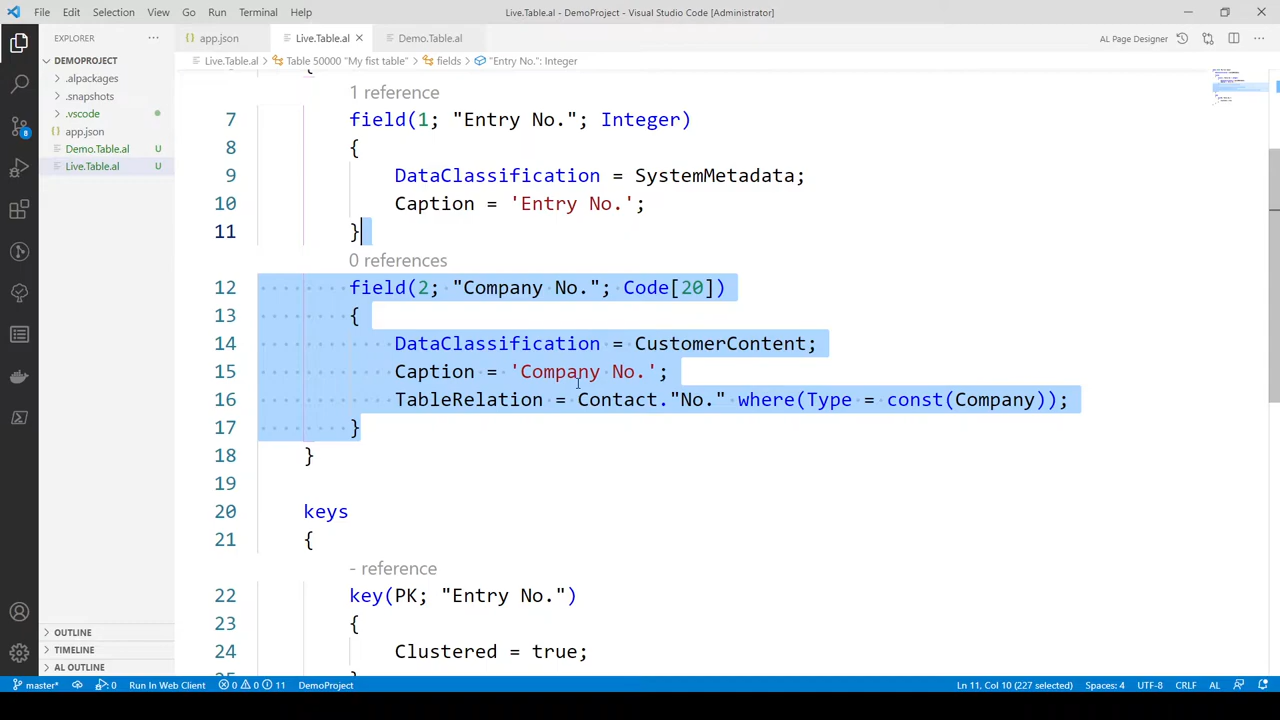 File Edit Selection View Go Run Terminal Help
Live.Table.al - DemoProject - Visual Studio Code [Administrator]
EXPLORER
app.json
Live.Table.al
Demo.Table.al
AL Page Designer
DEMOPROJECT
.alpackages
.snapshots
.vscode
app.json
Demo.Table.al U
Live.Table.al U
OUTLINE
TIMELINE
AL OUTLINE
8
Live.Table.al > Table 50000 "My fist table" > fields > "Entry No.": Integer
{
1 reference
7 field(1; "Entry No."; Integer)
8 {
9 DataClassification = SystemMetadata;
10 Caption = 'Entry No.';
11 }
0 references
12 field(2; "Company No."; Code[20])
13 {
14 DataClassification = CustomerContent;
15 Caption = 'Company No.';
16 TableRelation = Contact."No." where(Type = const(Company));
17 }
18 }
19
20 keys
21 {
- reference
22 key(PK; "Entry No.")
23 {
24 Clustered = true;
master* 0 Run In Web Client 0 0 11 DemoProject
Ln 11, Col 10 (227 selected) Spaces: 4 UTF-8 CRLF AL